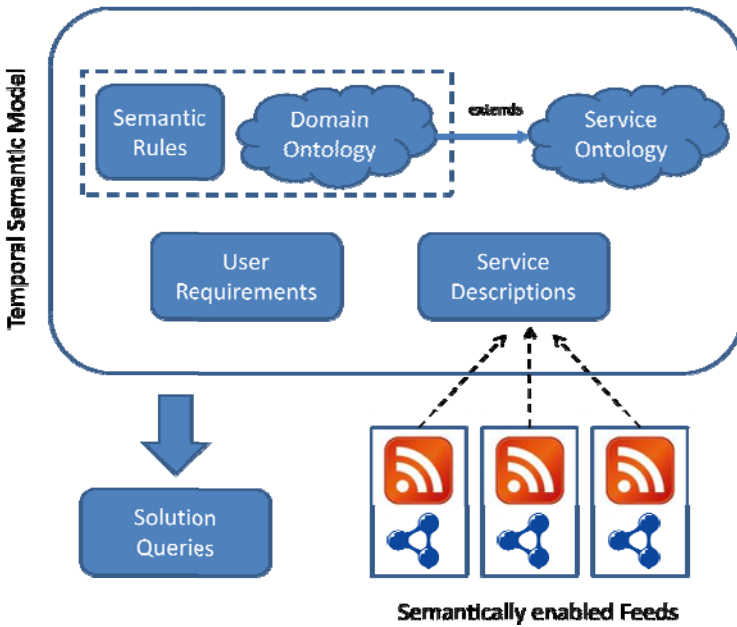 Temporal Semantic Model
Semantic
Rules
Domain
Ontology
extends
Service
Ontology
User
Requirements
Service
Descriptions
Solution
Queries
Semantically enabled Feeds